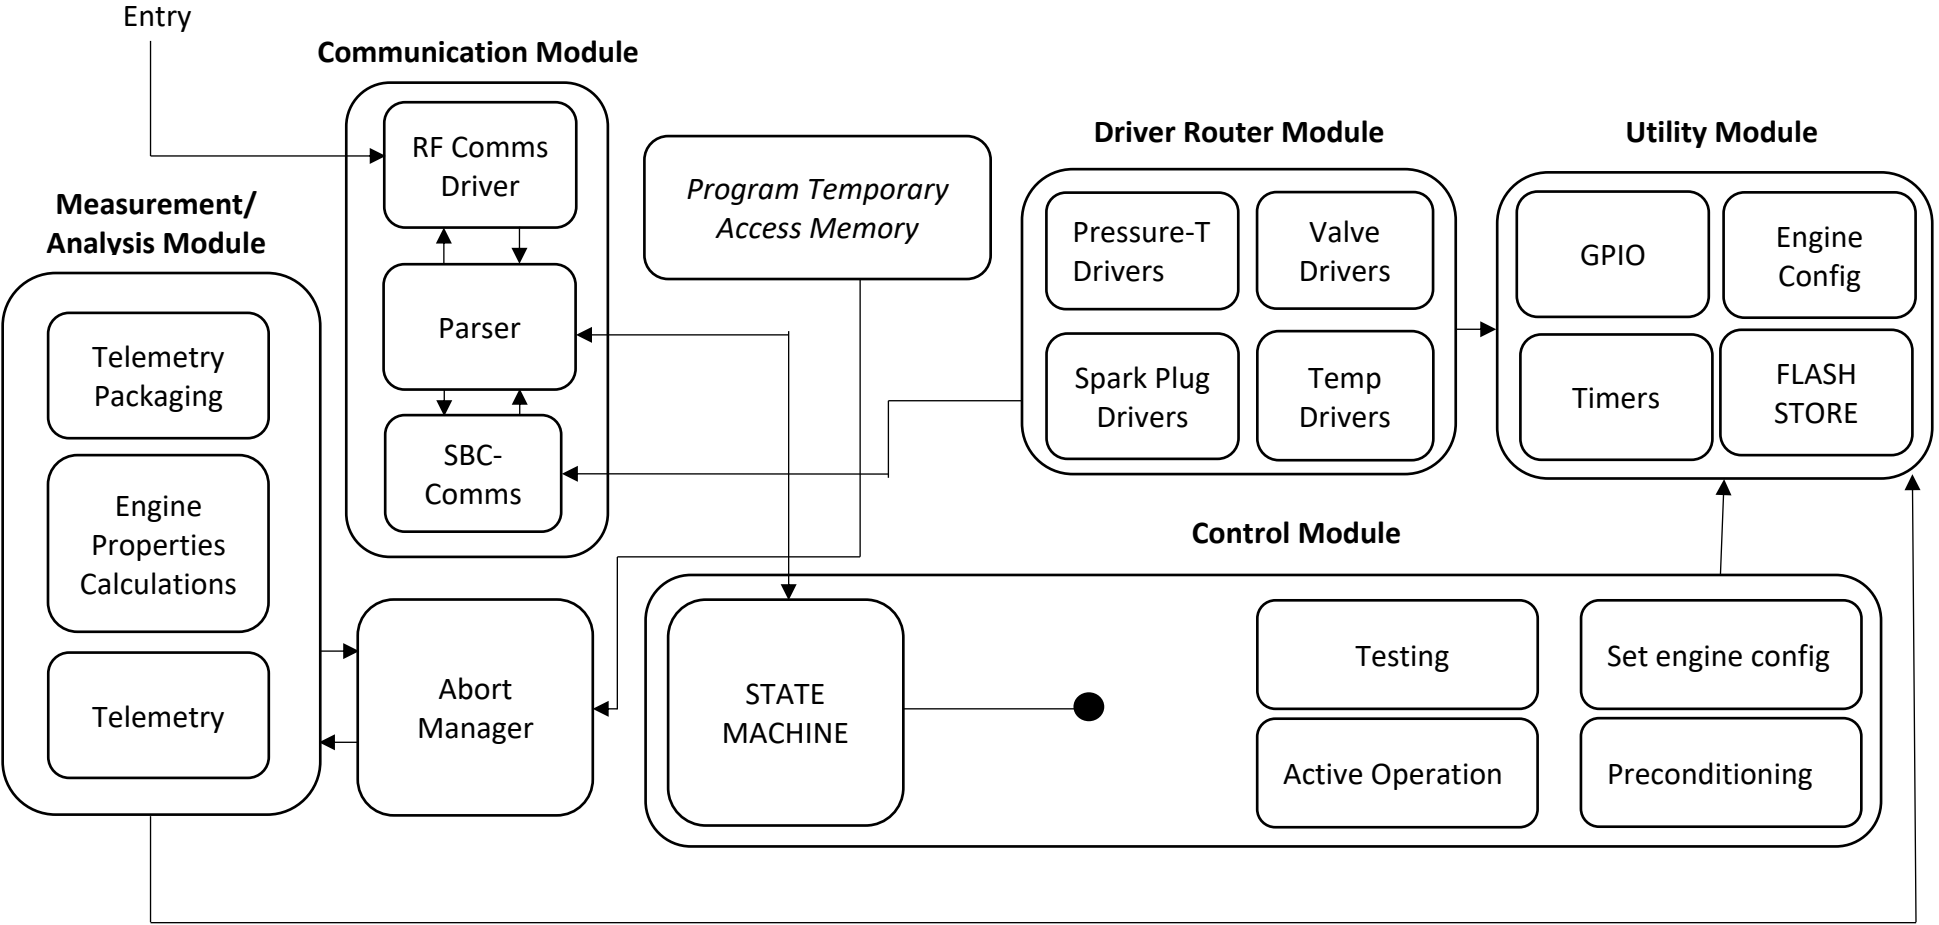 Entry
Communication Module
RF Comms
Driver
Parser
SBC-
Comms
Program Temporary
Access Memory
Driver Router Module
Pressure-T
Drivers
Valve
Drivers
Spark Plug
Drivers
Temp
Drivers
Utility Module
GPIO
Engine
Config
Timers
FLASH
STORE
Measurement/
Analysis Module
Telemetry
Packaging
Engine
Properties
Calculations
Telemetry
Abort
Manager
Control Module
STATE
MACHINE
Testing
Set engine config
Active Operation
Preconditioning